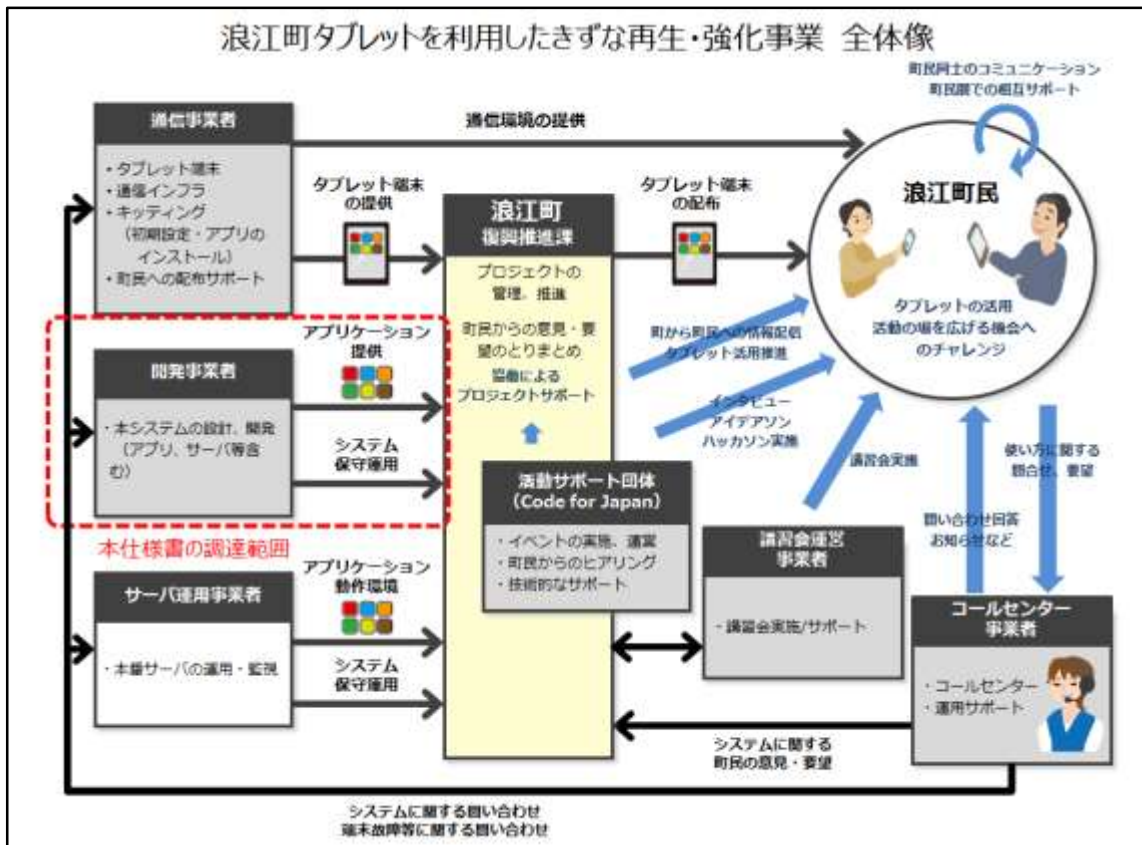 浪江町タブレットを利用したきずな再生・強化事業 全体像
町民同士のコミュニケーション
町民間での相互サポート
通信事業者
・タブレット端末
・通信インフラ
・キッティング
（初期設定・アプリの
インストール）
・町民への配布サポート
通信環境の提供
タブレット端末
の提供
浪江町
復興推進課
プロジェクトの
管理、推進
町民からの意見・要
望のとりまとめ
協働による
プロジェクトサポート
タブレット端末
の配布
浪江町民
タブレットの活用
活動の場を広げる機会へ
のチャレンジ
開発事業者
・本システムの設計、開発
（アプリ、サーバ等含
む）
アプリケーション
提供
システム
保守運用
本仕様書の調達範囲
町から町民への情報配信
タブレット活用推進
インタビュー
アイデアソン
ハッカソン実施
講習会実施
使い方に関する
問合せ、要望
問い合わせ回答
お知らせなど
活動サポート団体
（Code for Japan）
・イベントの実施、運営
・町民からのヒアリング
・技術的なサポート
講習会運営
事業者
・講習会実施/サポート
サーバ運用事業者
・本番サーバの運用・監視
アプリケーション
動作環境
システム
保守運用
コールセンター
事業者
・コールセンター
・運用サポート
システムに関する
町民の意見・要望
システムに関する問い合わせ
端末故障等に関する問い合わせ